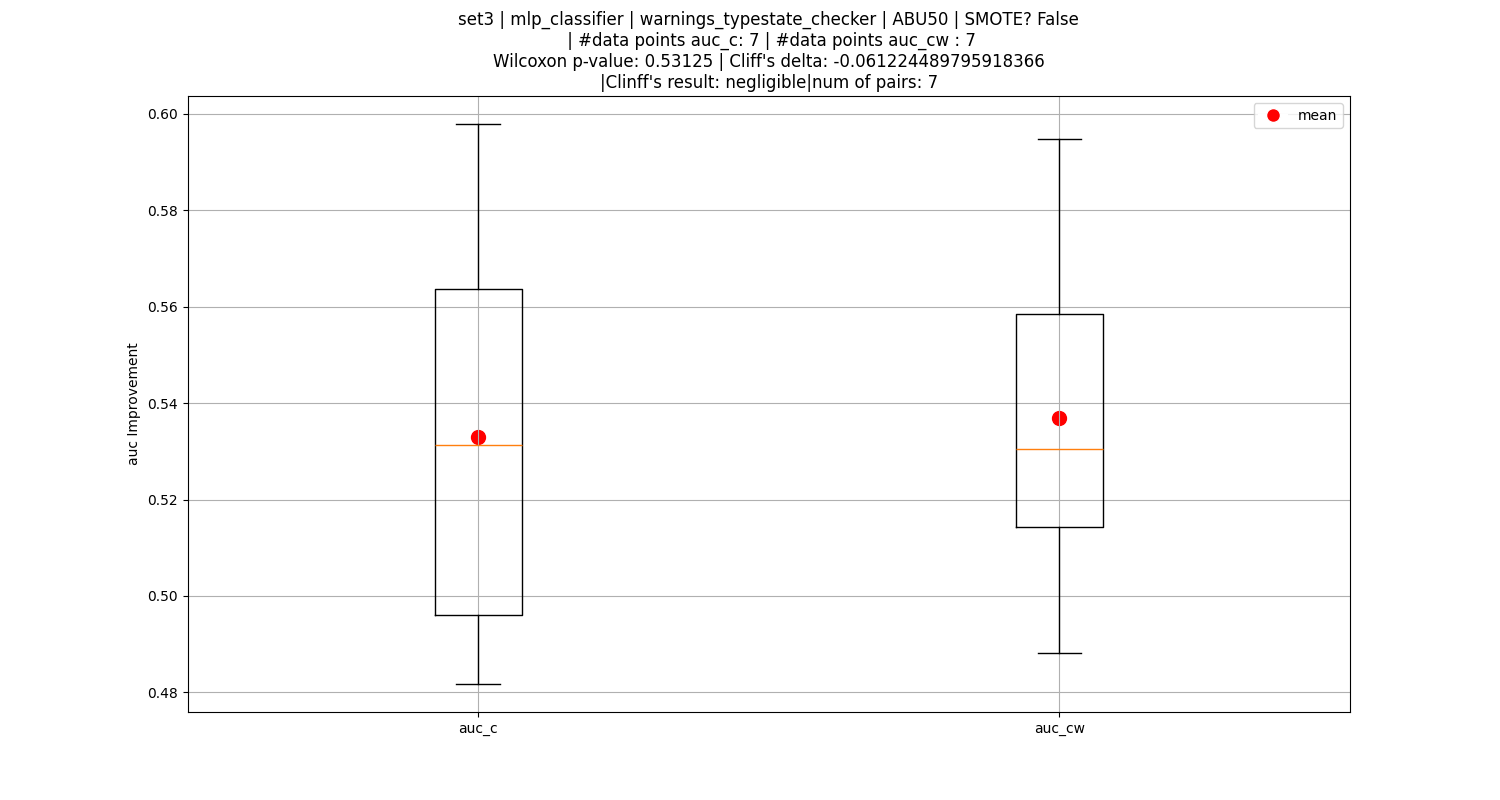 set3 | mlp_classifier | warnings_typestate_checker | ABU50 | SMOTE? False
| #data points auc_c: 7 | #data points auc_cw : 7
Wilcoxon p-value: 0.53125 | Cliff's delta: -0.061224489795918366
|Clinff's result: negligible|num of pairs: 7
mean
auc Improvement
0.60
0.58
0.56
0.54
0.52
0.50
0.48
auc_c
auc_cw